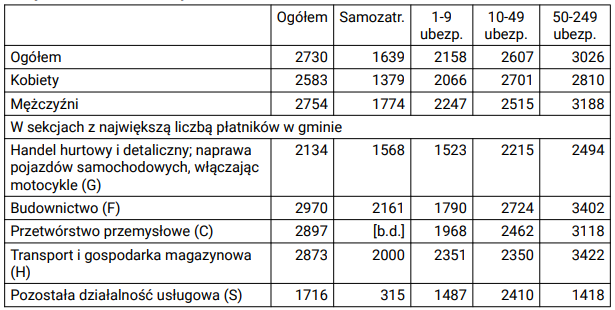 Ogółem Samozatr. 1-9 ubezp. 10-49 ubezp. 50-249 ubezp.
Ogółem 2730 1639 2158 2607 3026
Kobiety 2583 1379 2066 2701 2810
Mężczyźni 2754 1774 2247 2515 3188
W sekcjach z największą liczbą płatników w gminie
Handel hurtowy i detaliczny; naprawa 2134 1568 1523 2215 2494
pojazdów samochodowych, włączając
motocykle (G)
Budownictwo (F) 2970 2161 1790 2724 3402
Przetwórstwo przemysłowe (C) 2897 [b.d.] 1968 2462 3118
Transport i gospodarka magazynowa 2873 2000 2351 2350 3422
(H)
Pozostała działalność usługowa (S) 1716 315 1487 2410 1418